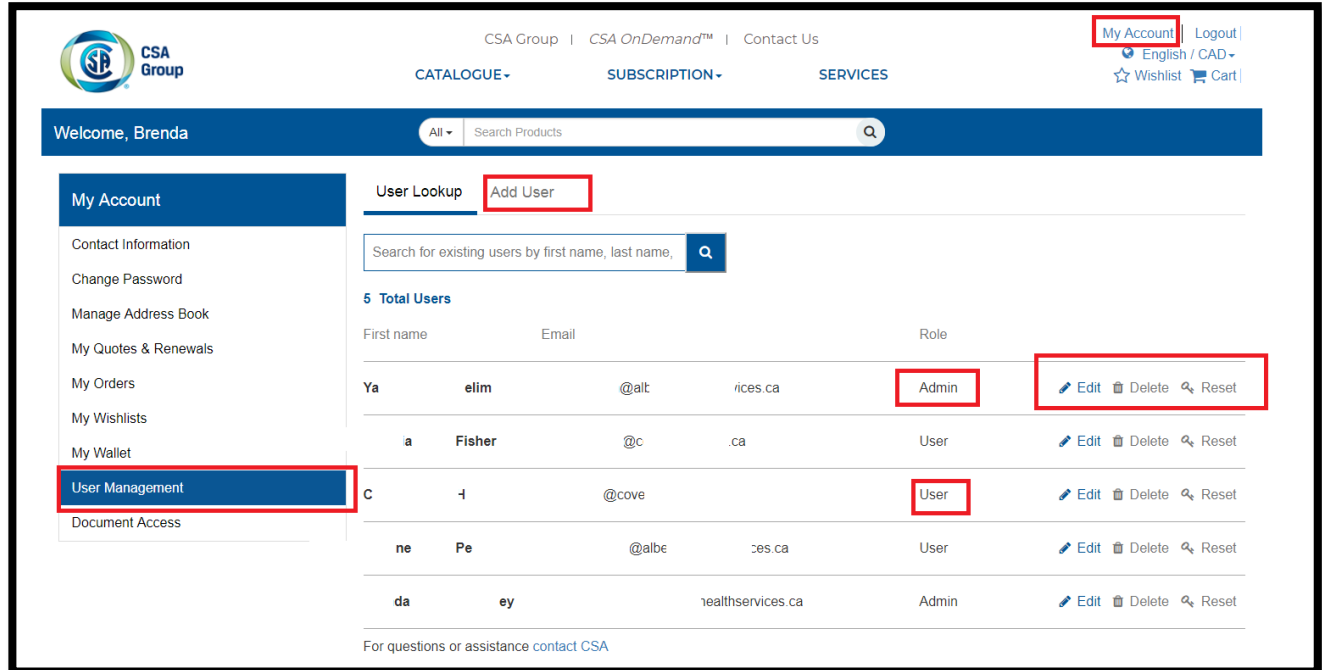 CSA Group
CSA Group | CSA OnDemand™ | Contact Us
My Account | Logout |
English / CAD
Wishlist Cart |
CATALOGUE SUBSCRIPTION SERVICES
Welcome, Brenda
All Search Products
My Account
Contact Information
Change Password
Manage Address Book
My Quotes & Renewals
My Orders
My Wishlists
My Wallet
User Management
Document Access
User Lookup Add User
Search for existing users by first name, last name,
5 Total Users
First name Email Role
Ya elim @alb vices.ca Admin Edit Delete Reset
Fisher @c .ca User Edit Delete Reset
C @cove User Edit Delete Reset
ne Pe @albe ces.ca User Edit Delete Reset
da ey healthservices.ca Admin Edit Delete Reset
For questions or assistance contact CSA